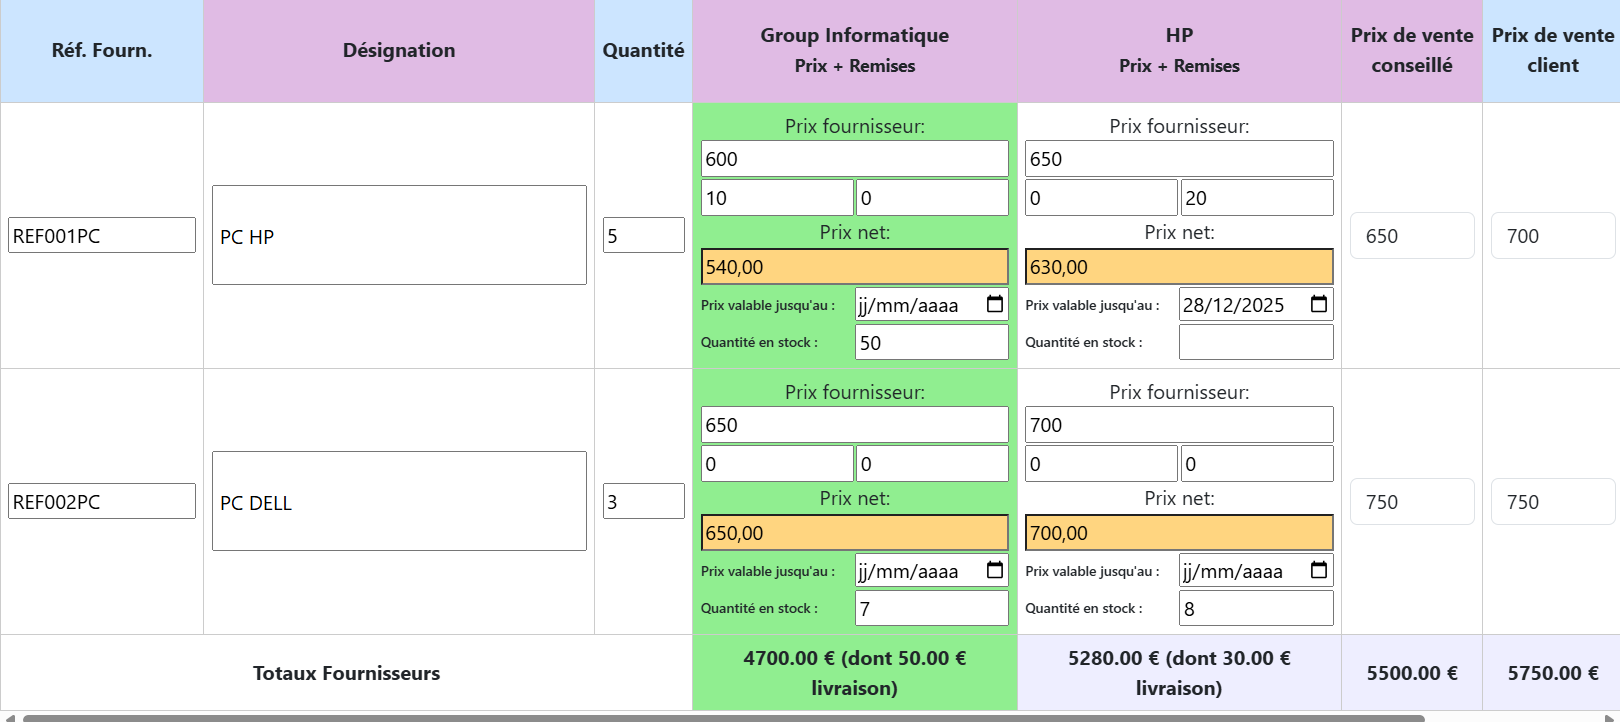 Réf. Fourn.
Désignation
Quantité
Group Informatique
Prix + Remises
HP
Prix + Remises
Prix de vente
conseillé
Prix de vente
client
REF001PC
PC HP
5
Prix fournisseur:
600
10 0
Prix net:
540,00
Prix valable jusqu'au : jj/mm/aaaa
Quantité en stock : 50
Prix fournisseur:
650
0 20
Prix net:
630,00
Prix valable jusqu'au : 28/12/2025
Quantité en stock :
650
700
REF002PC
PC DELL
3
Prix fournisseur:
650
0 0
Prix net:
650,00
Prix valable jusqu'au : jj/mm/aaaa
Quantité en stock : 7
Prix fournisseur:
700
0 0
Prix net:
700,00
Prix valable jusqu'au : jj/mm/aaaa
Quantité en stock : 8
750
750
Totaux Fournisseurs
4700.00 € (dont 50.00 €
livraison)
5280.00 € (dont 30.00 €
livraison)
5500.00 €
5750.00 €